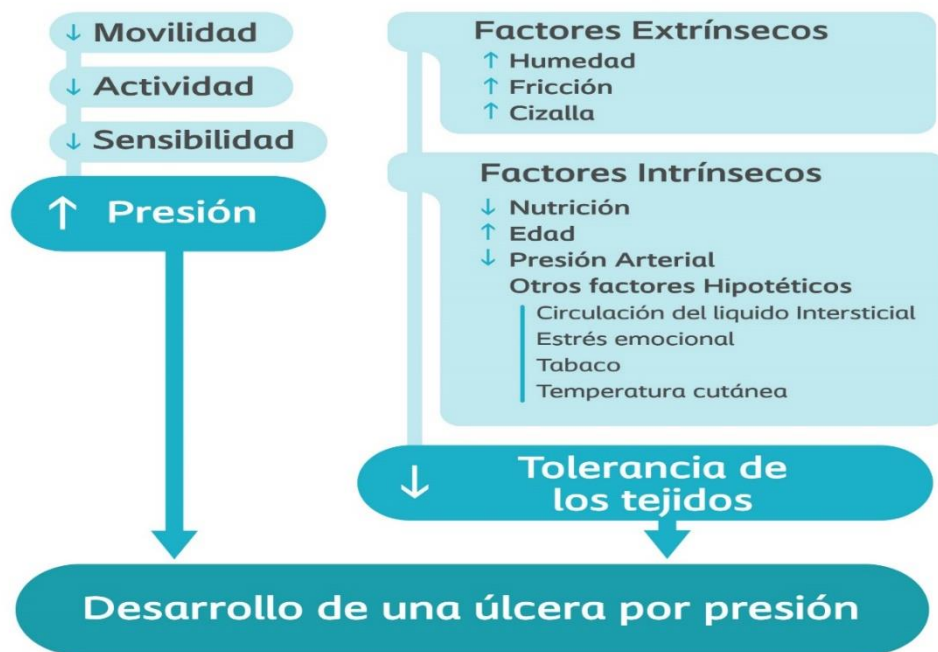 ↓ Movilidad
↓ Actividad
↓ Sensibilidad
↑ Presión
Factores Extrínsecos
↑ Humedad
↑ Fricción
↑ Cizalla
Factores Intrínsecos
↓ Nutrición
↑ Edad
↓ Presión Arterial
Otros factores Hipotéticos
Circulación del liquido Intersticial
Estrés emocional
Tabaco
Temperatura cutánea
↓ Tolerancia de
los tejidos
Desarrollo de una úlcera por presión